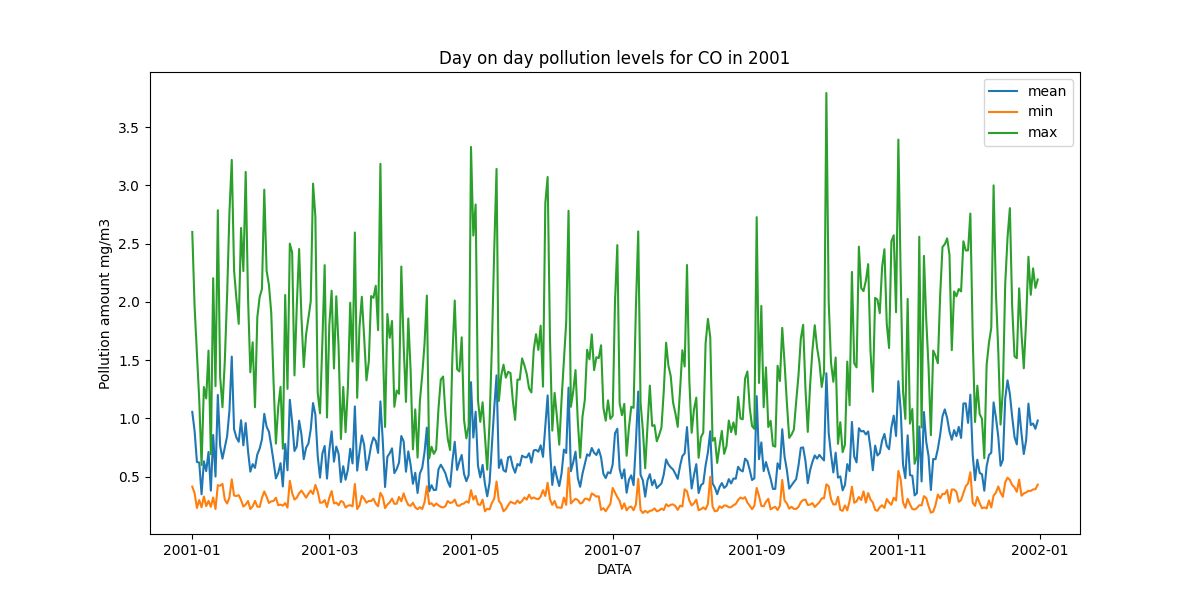 Day on day pollution levels for CO in 2001
mean
min
max
Pollution amount mg/m3
3.5
3.0
2.5
2.0
1.5
1.0
0.5
2001-01 2001-03 2001-05 2001-07 2001-09 2001-11 2002-01
DATA